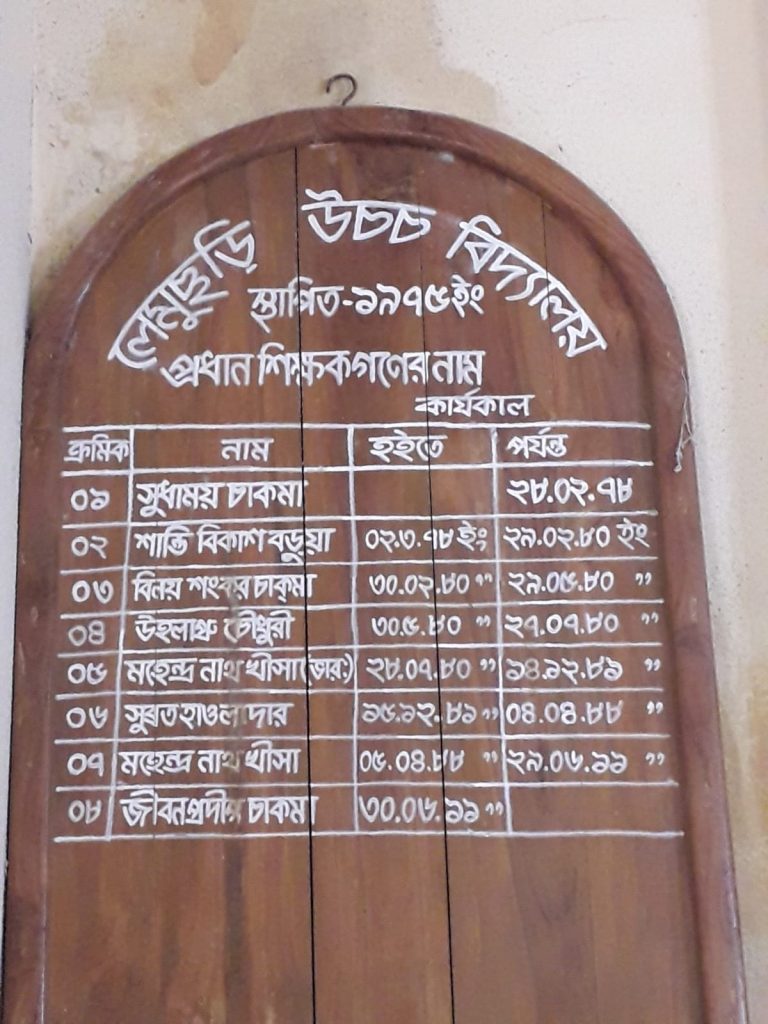 লেমুছড়ি উচ্চ বিদ্যালয়
স্থাপিত-১৯৭৫ইং
প্রধান শিক্ষকগণের নাম
কার্যকাল
ক্রমিক নাম হইতে পর্যন্ত
০১ সুধাময় চাকমা ২৮.০২.৭৮
০২ শান্তি বিকাশ বড়ুয়া ০২.৩.৭৮ ইং ২৯.০২.৮০ ইং
০৩ বিনয় শংকর চাকমা ৩০.০২.৮০ " ২৯.০৫.৮০ "
০৪ চৌধুরী ৩০.৫.৮০ " ২৭.০৭.৮০ "
০৫ মহেন্দ্র নাথ খীসা(ভার:) ২৮.০৭.৮০ " ১৪.১২.৮১ "
০৬ সুব্রত হাওলাদার ১৫.১২.৮১ " ০৪.০৪.৮৮ "
০৭ মহেন্দ্র নাথ খীসা ০৫.০৪.৮৮ " ২৯.০৬.৯৯ "
০৮ জীবনপ্রদীপ চাকমা ৩০.০৬.৯৯ "